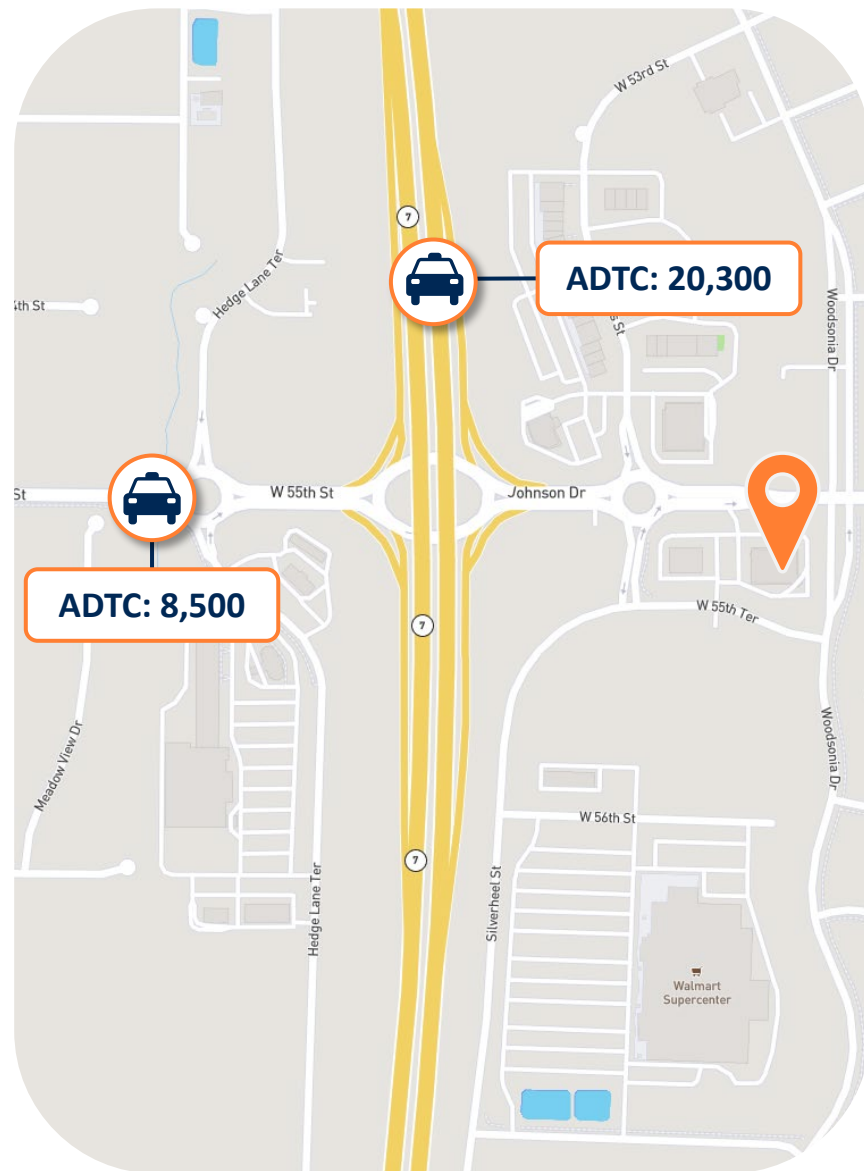 W 53rd St
7
Hedge Lane Ter
ADTC: 20,300
4th St
St
Woodsonia Dr
St
W 55th St
Johnson Dr
ADTC: 8,500
W 55th Ter
7
Meadow View Dr
Woodsonia Dr
W 56th St
7
Hedge Lane Ter
Silverheel St
Walmart
Supercenter